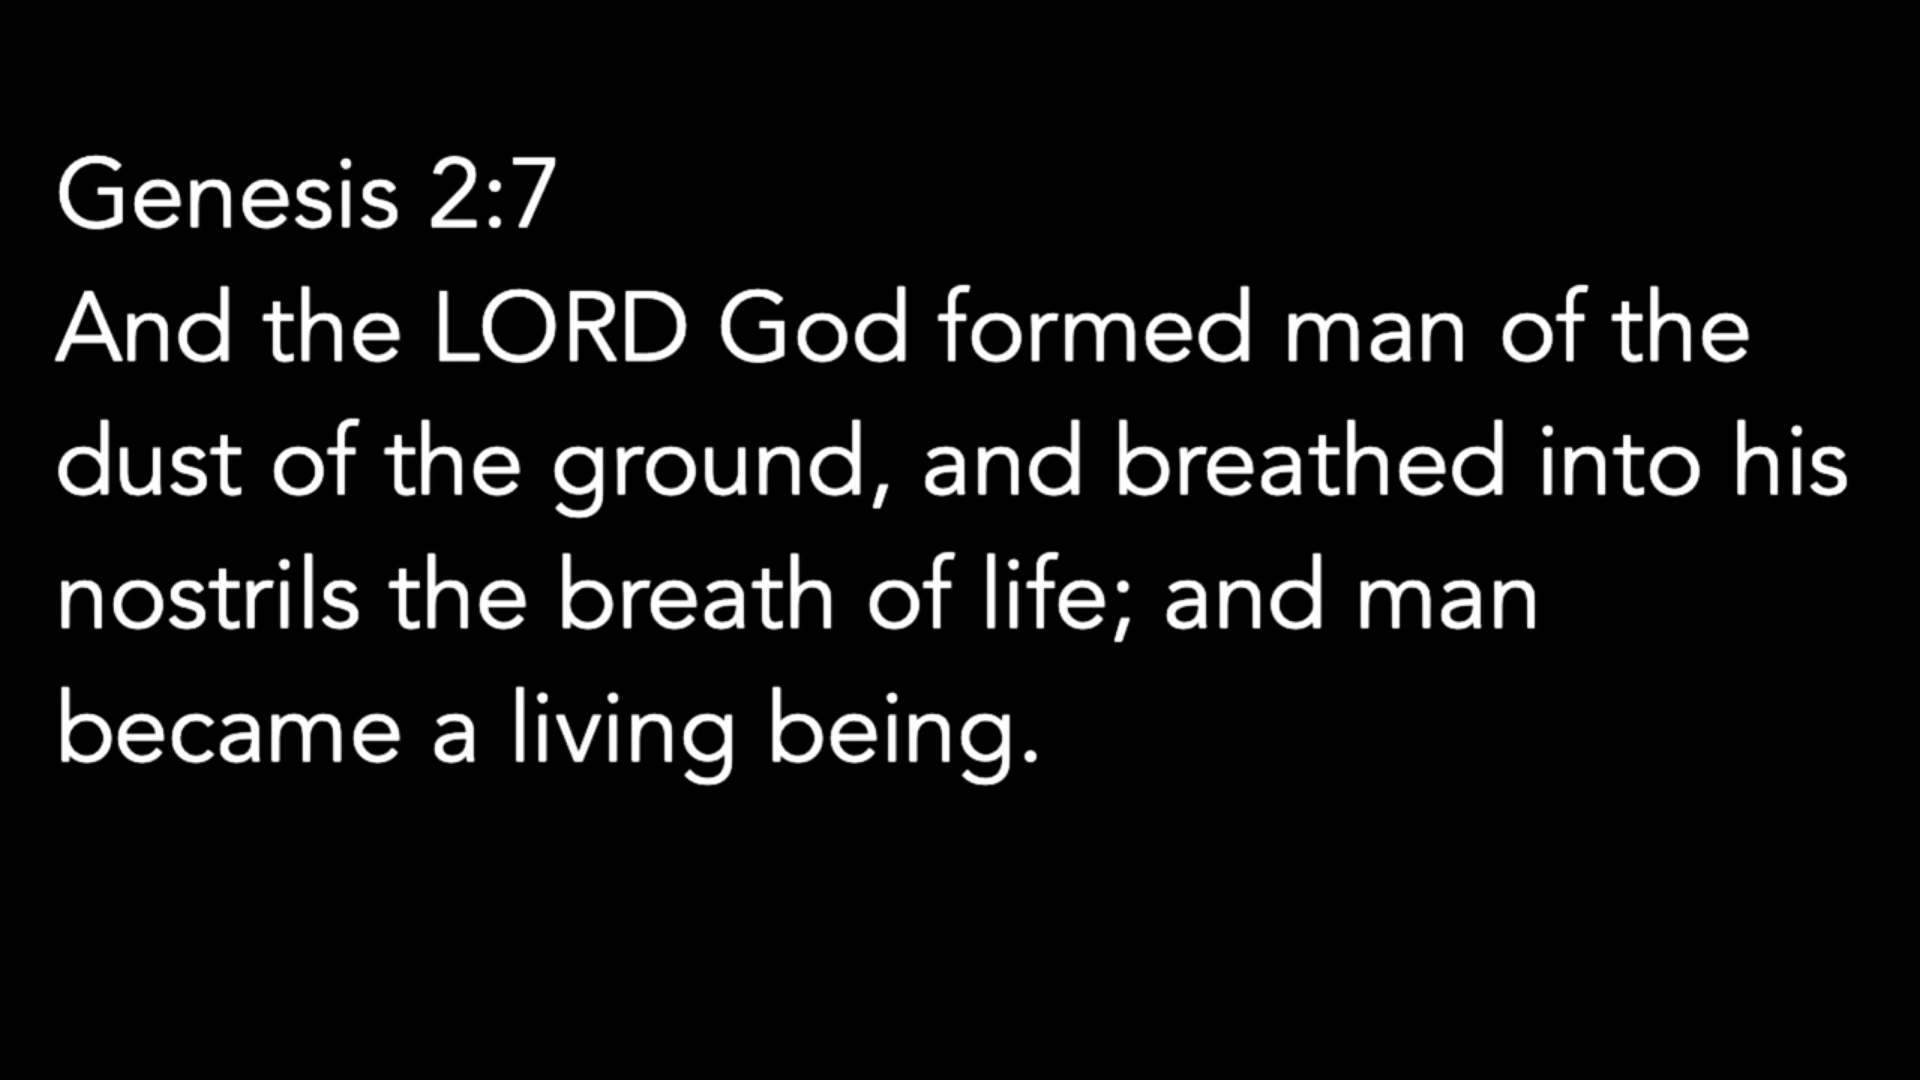 Genesis 2:7
And the LORD God formed man of the
dust of the ground, and breathed into his
nostrils the breath of life; and man
became a living being.